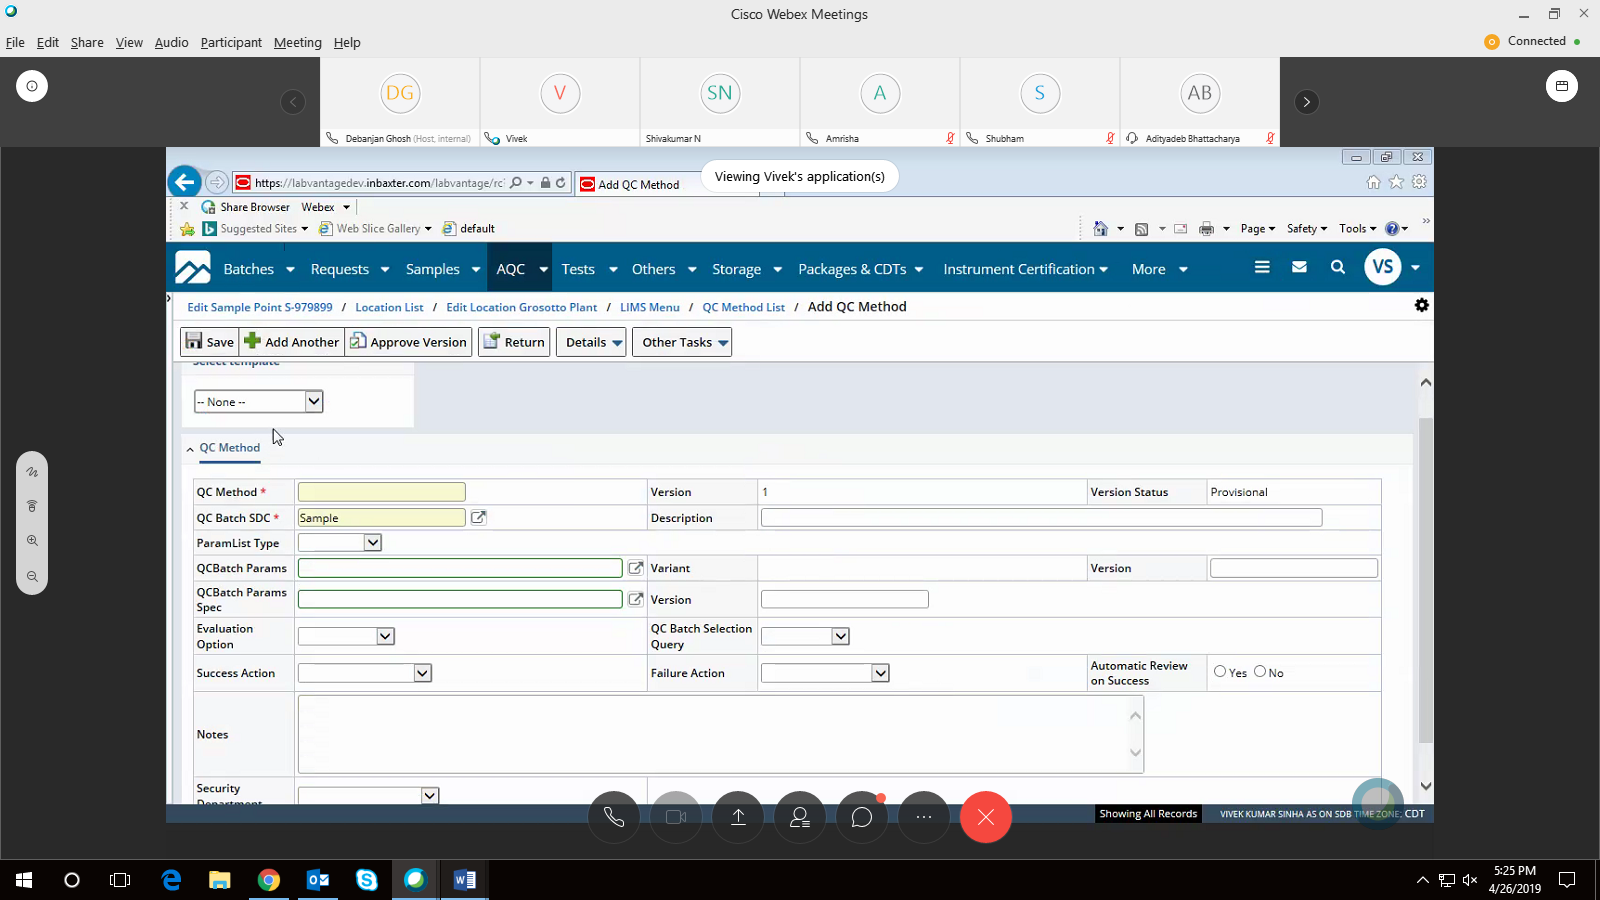 Cisco Webex Meetings
File Edit Share View Audio Participant Meeting Help
Connected
DG V SN A S AB
Debanjan Ghosh (Host, internal) Vivek Shivakumar N Amrisha Shubham Adityadeb Bhattacharya
Viewing Vivek's application(s)
https://labvantagedev.inbaxter.com/labvantage/rc Add QC Method
Share Browser Webex
Suggested Sites Web Slice Gallery default Page Safety Tools
Batches Requests Samples AQC Tests Others Storage Packages & CDTs Instrument Certification More VS
Edit Sample Point S-979899 / Location List / Edit Location Grosotto Plant / LIMS Menu / QC Method List / Add QC Method
Save Add Another Approve Version Return Details Other Tasks
Select template
-- None --
QC Method
QC Method * Version 1 Version Status Provisional
QC Batch SDC * Sample Description
ParamList Type
QCBatch Params Variant Version
QCBatch Params Spec Version
Evaluation Option QC Batch Selection Query
Success Action Failure Action Automatic Review on Success Yes No
Notes
Security
Department
Showing All Records VIVEK KUMAR SINHA AS ON SDB TIME ZONE: CDT
5:25 PM
4/26/2019